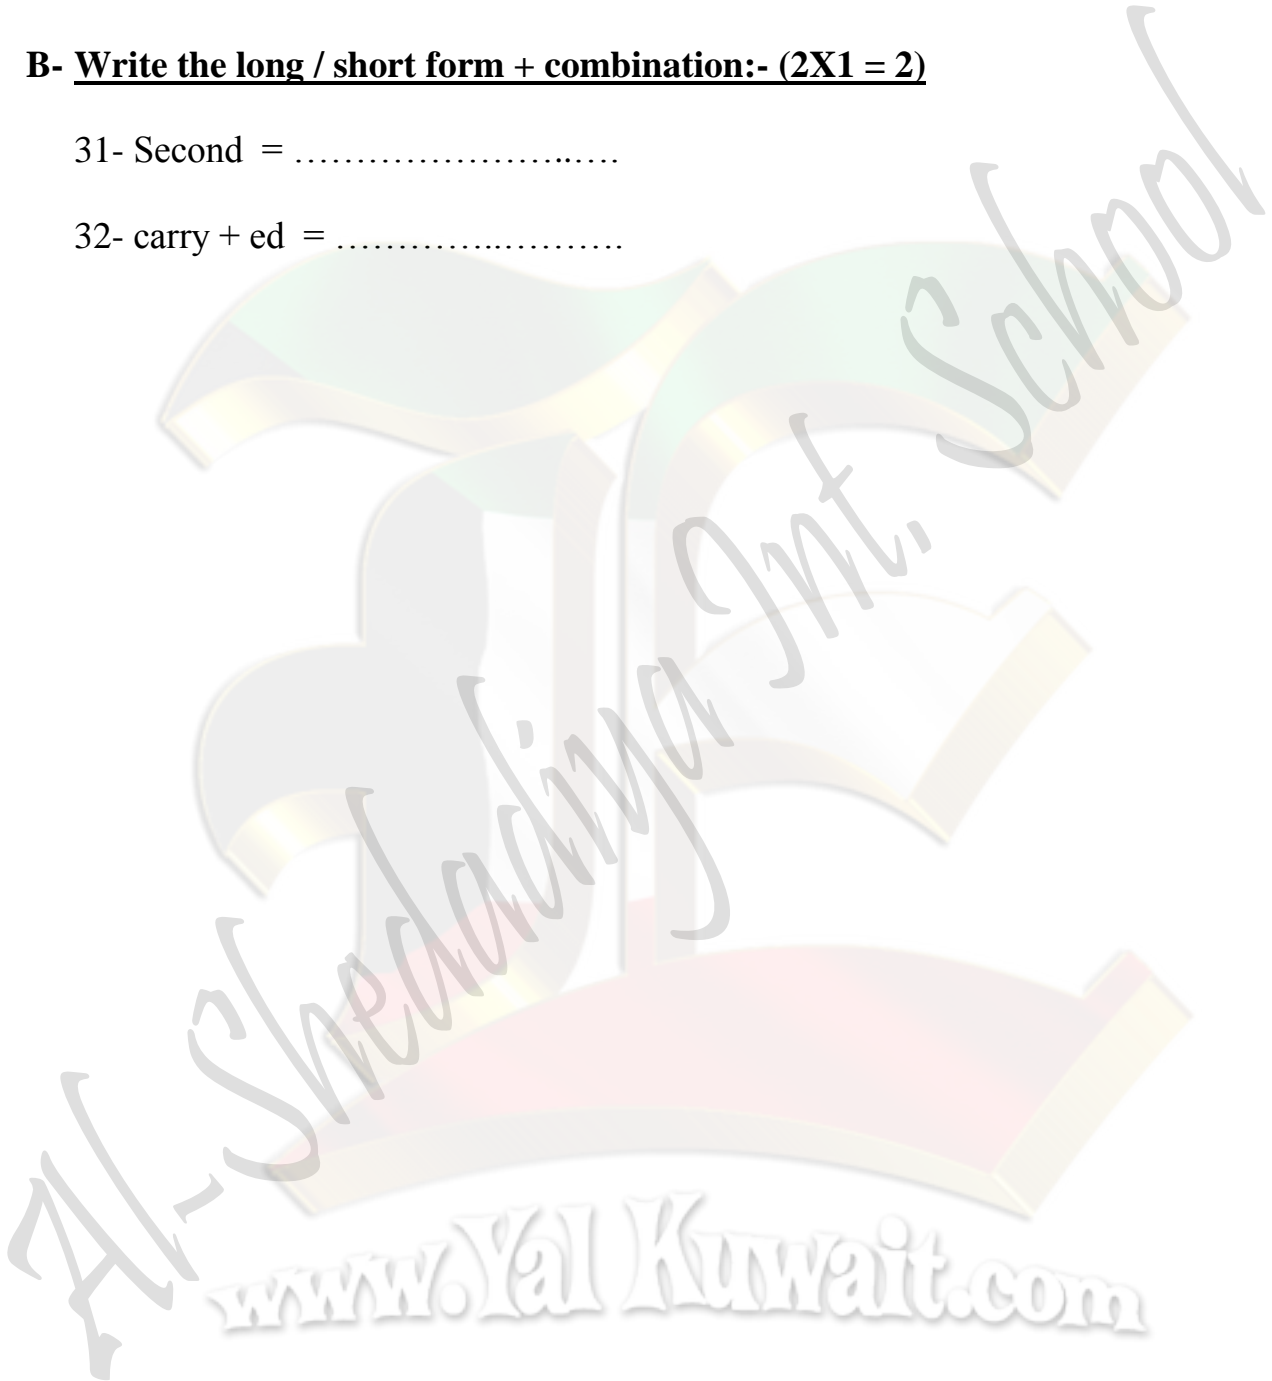 B- Write the long / short form + combination:- (2X1 = 2)
31- Second = …………………..….
32- carry + ed = …………..……….
Al-Shedadiya Int. School
www.Yal Kuwait.com